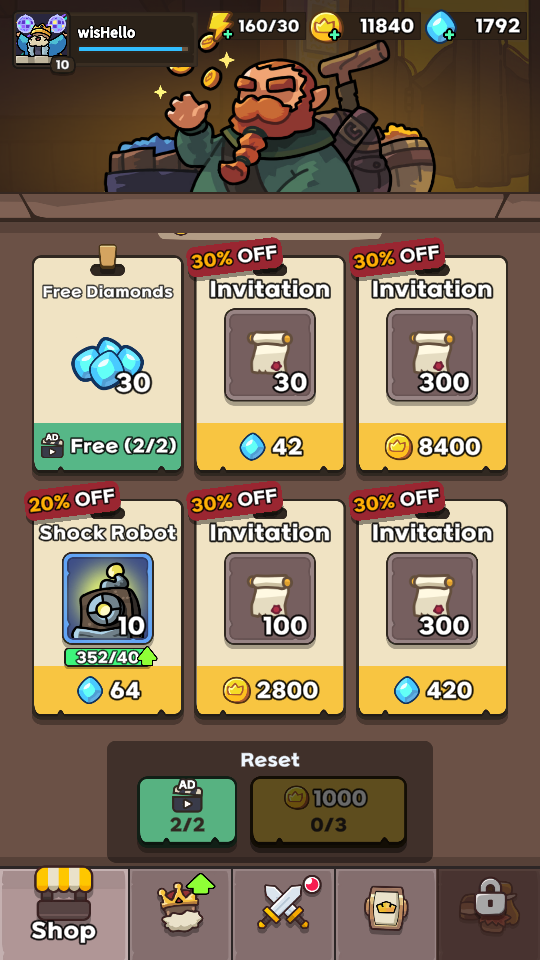 wisHello
10
160/30
11840
1792
Free Diamonds
30
AD
Free (2/2)
30% OFF
Invitation
30
42
30% OFF
Invitation
300
8400
20% OFF
Shock Robot
10
352/40
64
30% OFF
Invitation
100
2800
30% OFF
Invitation
300
420
Reset
AD
2/2
1000
0/3
Shop